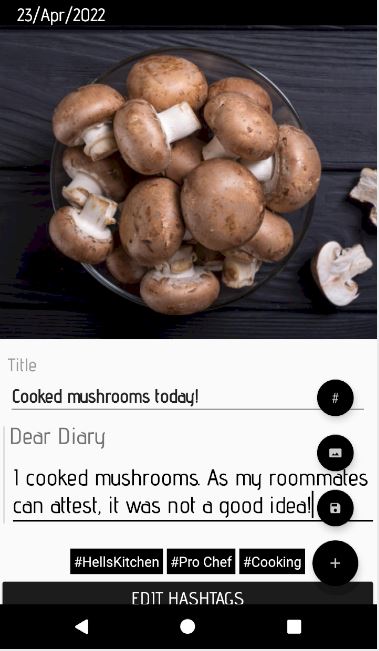 23/Apr/2022
Title
Cooked mushrooms today!
#
Dear Diary
I cooked mushrooms. As my roommates
can attest, it was not a good idea!
#HellsKitchen #Pro Chef #Cooking
+
EDIT HASHTAGS